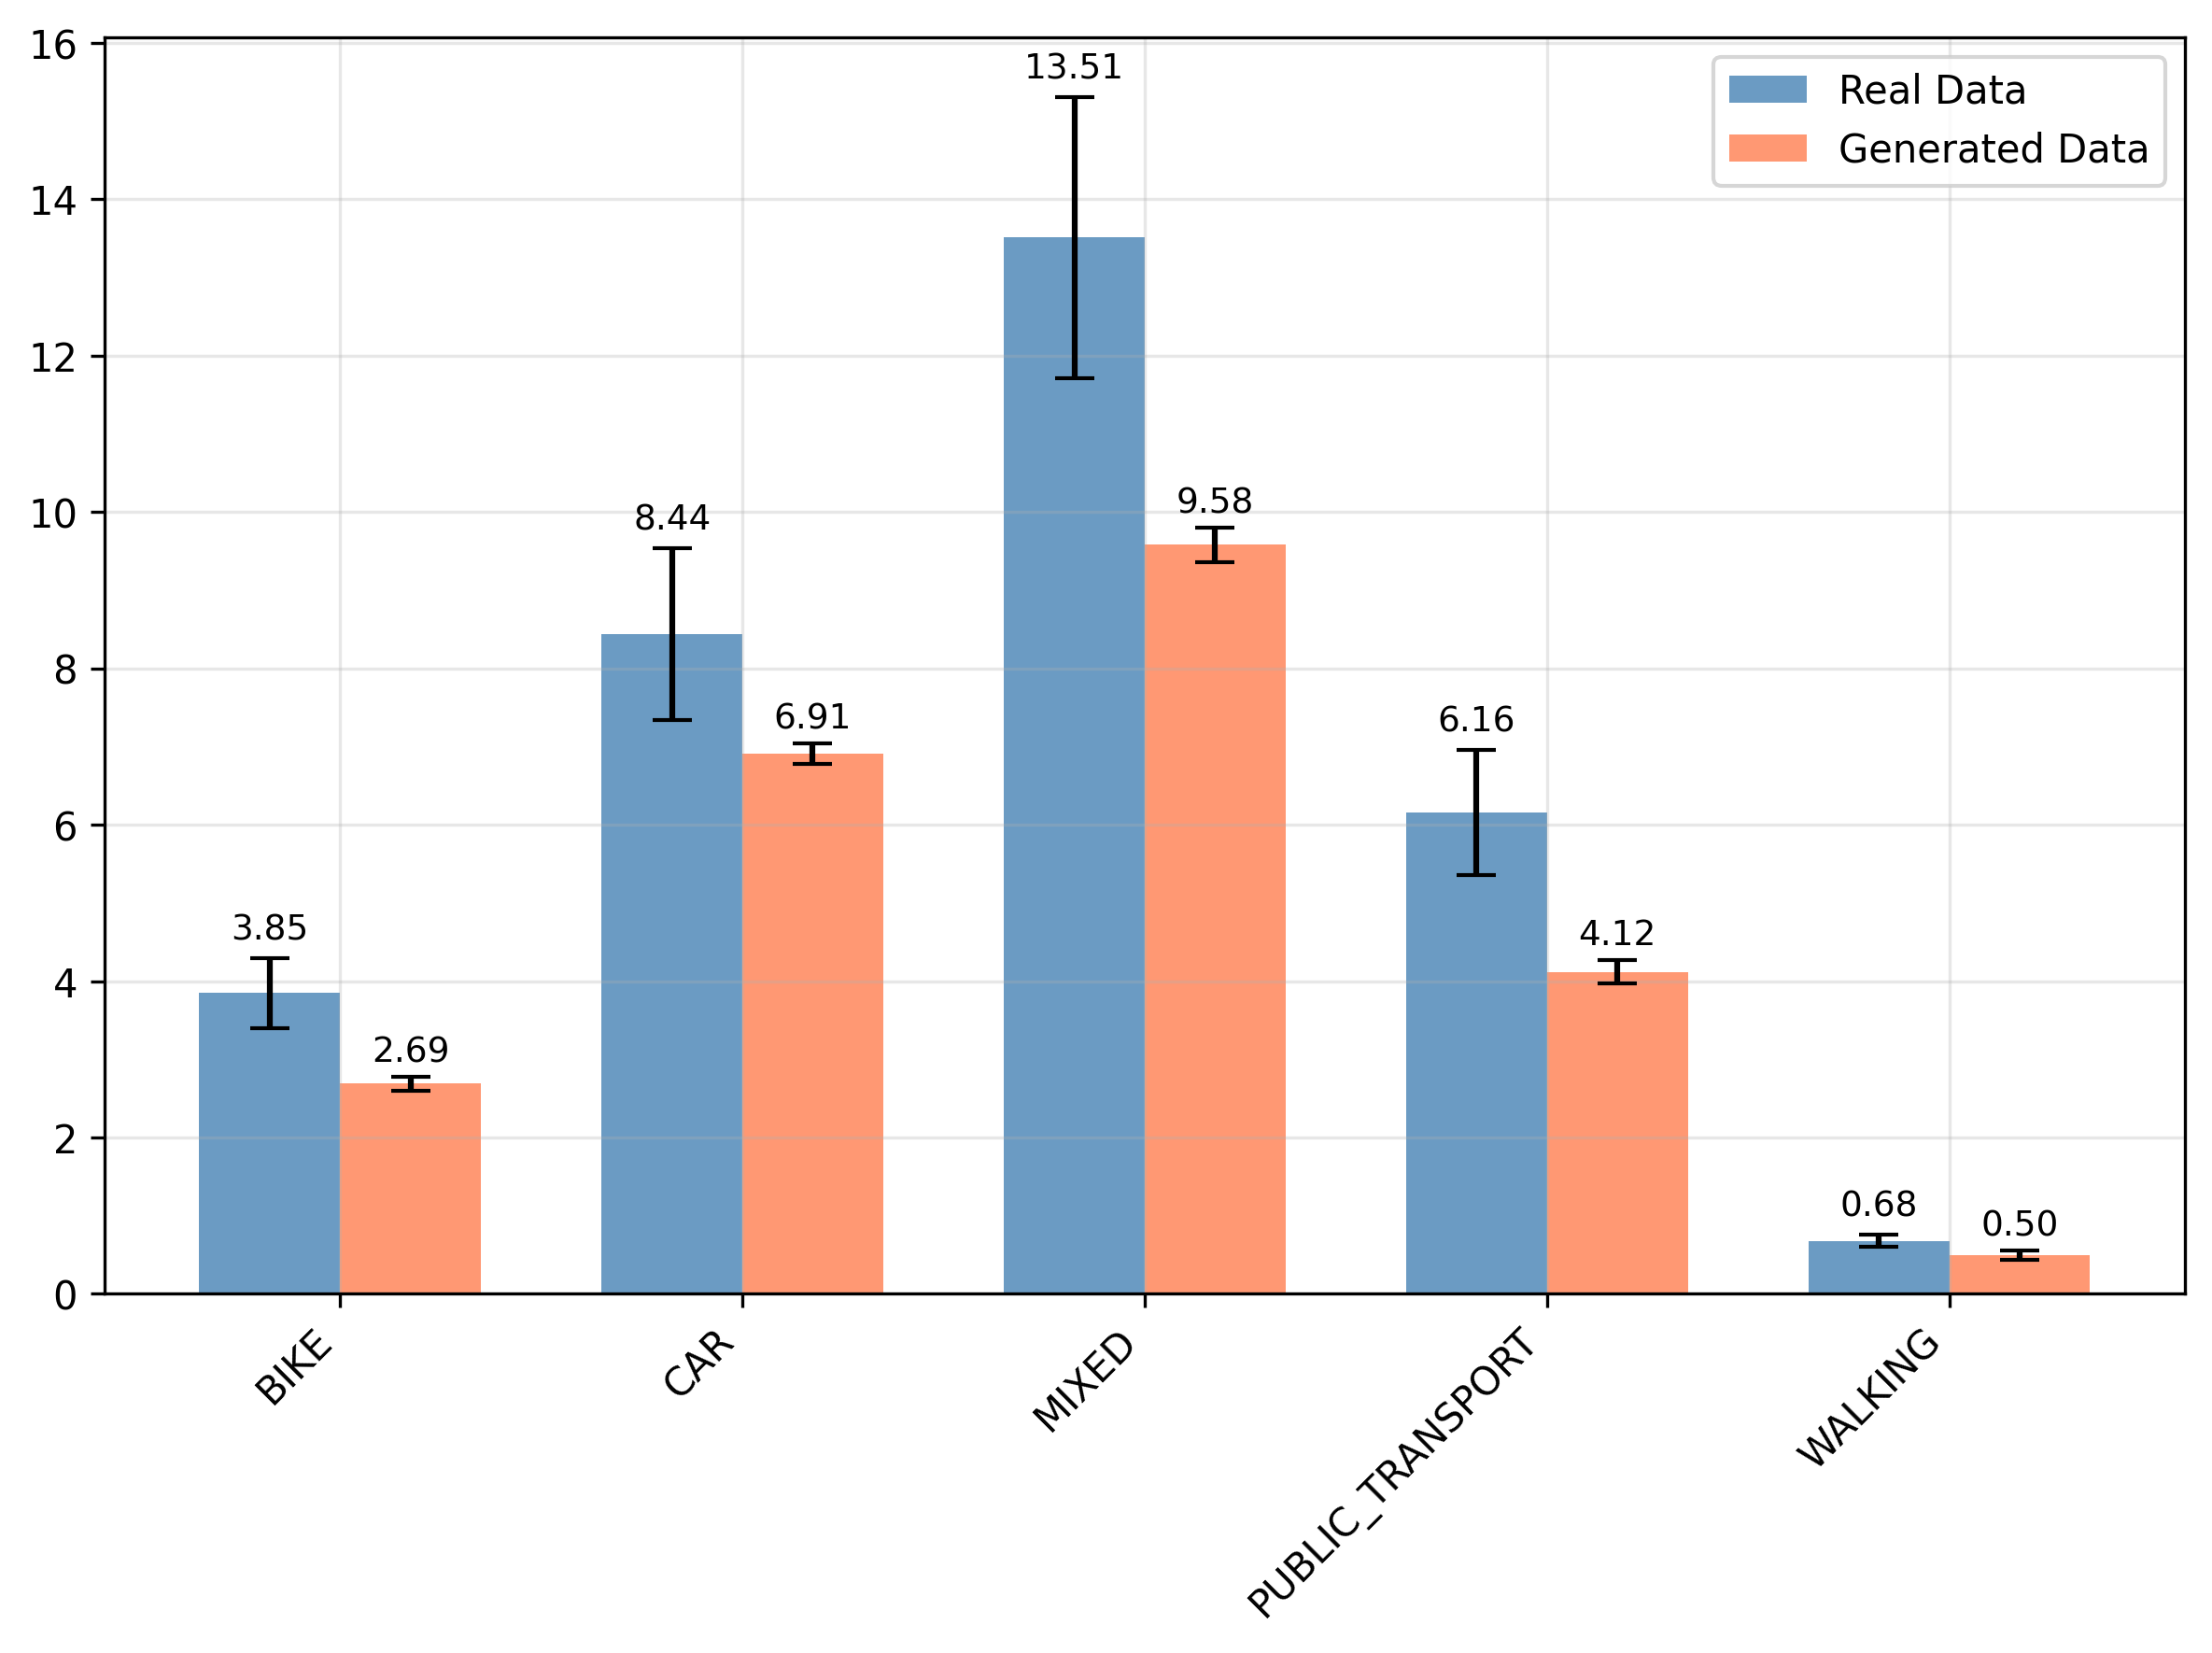 16
14
12
10
8
6
4
2
0
Real Data
Generated Data
13.51
9.58
8.44
6.91
6.16
4.12
3.85
2.69
0.68
0.50
BIKE
CAR
MIXED
PUBLIC_TRANSPORT
WALKING